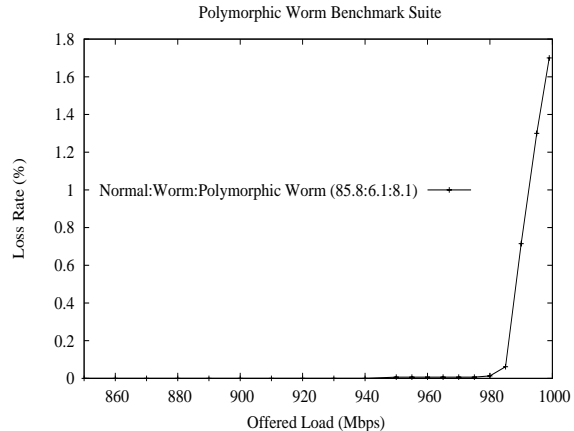 Polymorphic Worm Benchmark Suite
1.8
1.6
1.4
1.2
1
0.8
0.6
0.4
0.2
0
Loss Rate (%)
Normal:Worm:Polymorphic Worm (85.8:6.1:8.1)
860 880 900 920 940 960 980 1000
Offered Load (Mbps)